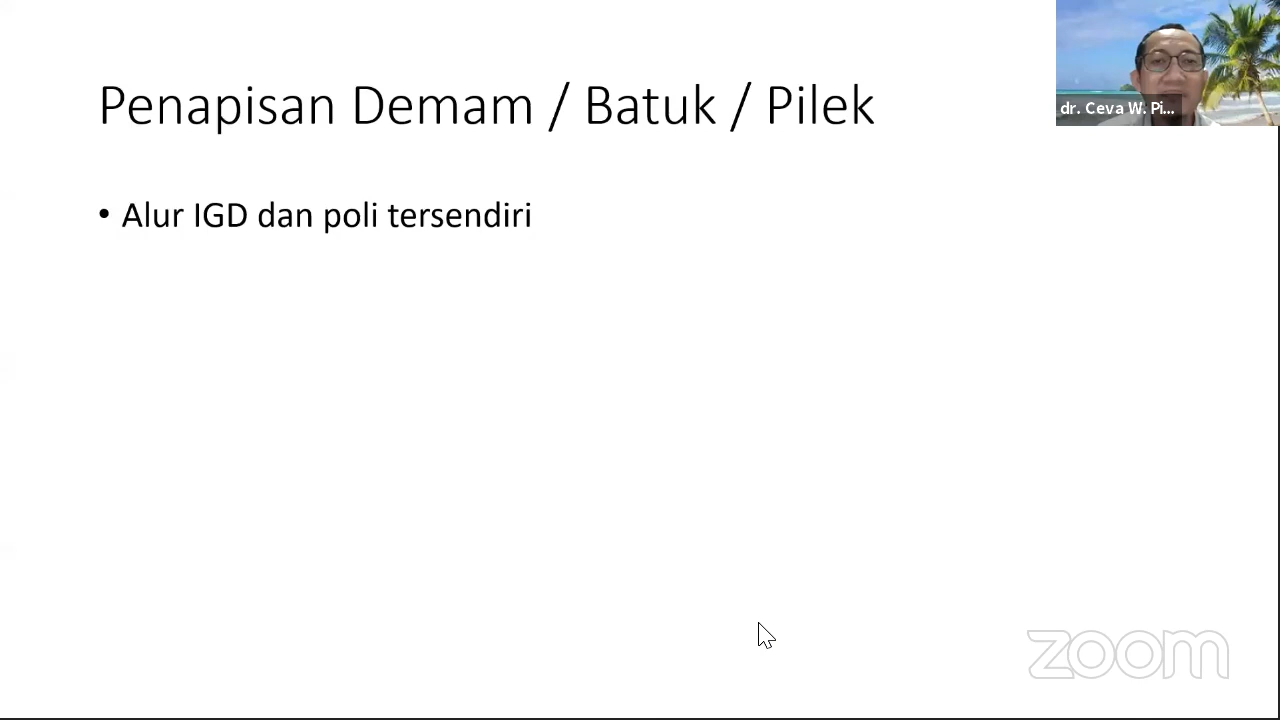 Penapisan Demam / Batuk / Pilek
dr. Ceva W. Pi...
• Alur IGD dan poli tersendiri
zoom